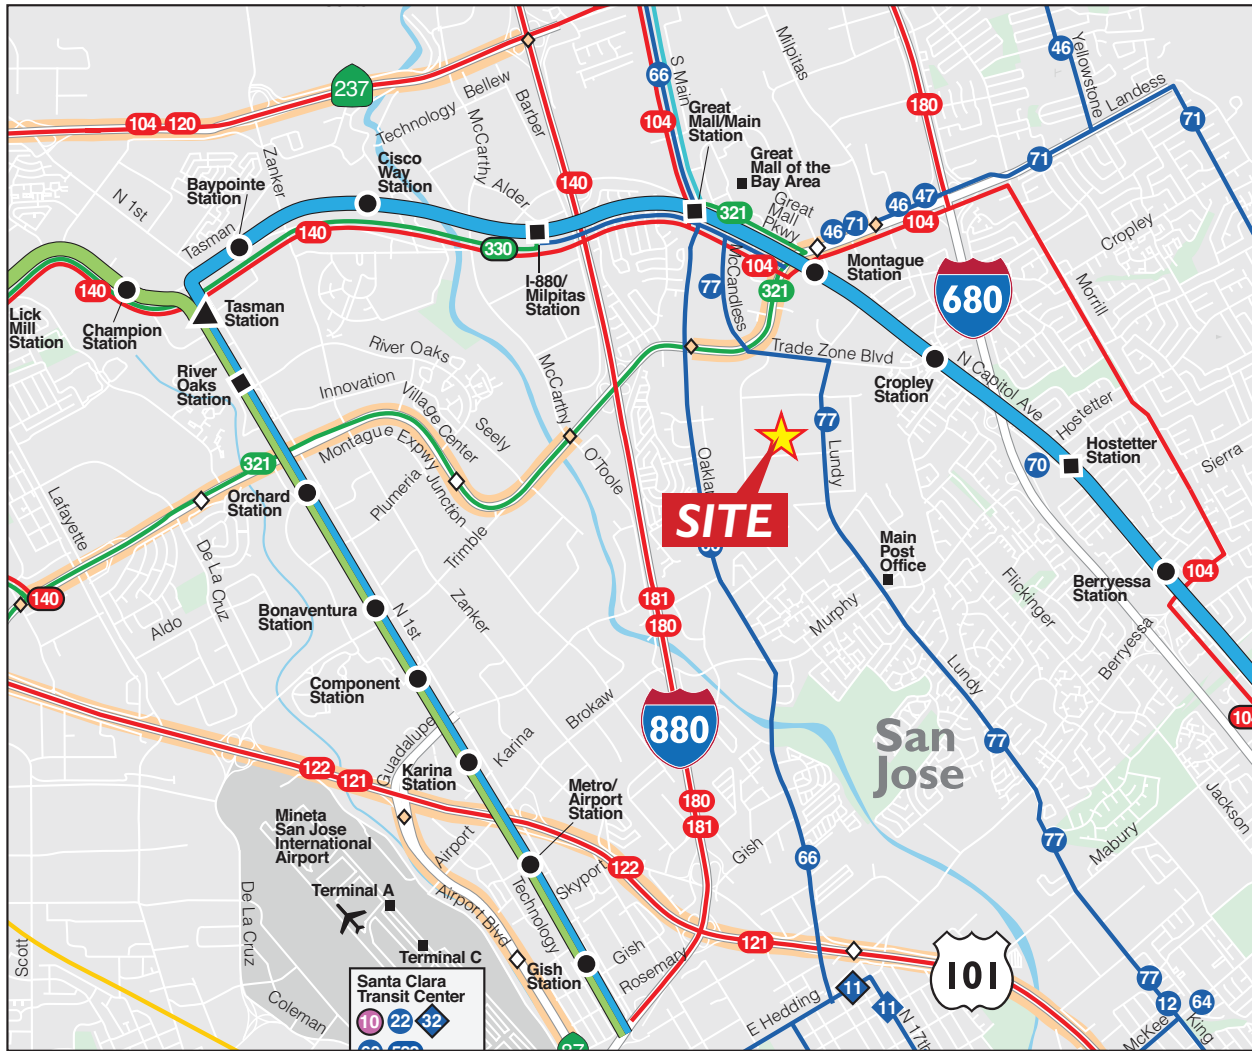 46
Yellowstone
Milpitas
66
S Main
237
Bellew
Technology
Barber
McCarthy
Landess
180
104
71
104 120
104
Great
Mall/Main
Station
Zanker
Cisco
Way
Station
Great
Mall of the
Bay Area
71
Baypointe
Station
140
Alder
N 1st
46
47
321
Great
Mall
Pkwy
46
71
104
Cropley
Tasman
140
330
McCandless
104
Montague
Station
77
321
680
Morrill
I-880/
Milpitas
Station
140
Lick
Mill
Station
Champion
Station
Tasman
Station
River Oaks
Trade Zone Blvd
Cropley
Station
N Capitol Ave
River
Oaks
Station
Innovation
McCarthy
Village Center
Seely
77
Lundy
Hostetter
Hostetter
Station
Montague Expwy
Junction
321
O'Toole
70
Sierra
Plumeria
Orchard
Station
Lafayette
SITE
Trimble
Main
Post
Office
De La Cruz
104
Berryessa
Station
Flickinger
140
Zanker
181
180
Murphy
Bonaventura
Station
N 1st
Aldo
Berryessa
Component
Station
Lundy
Brokaw
880
San
Jose
Guadalupe
Karina
77
122
121
Karina
Station
Metro/
Airport
Station
Jackson
180
181
Mineta
San Jose
International
Airport
Airport
Gish
77
Mabury
66
122
Skyport
Terminal A
De La Cruz
Technology
Airport Blvd
121
Gish
Scott
Terminal C
Gish
Station
Rosemary
101
Santa Clara
Transit Center
10
22
32
77
11
11
E Hedding
N 17th
12
64
McKee
King
Coleman
87